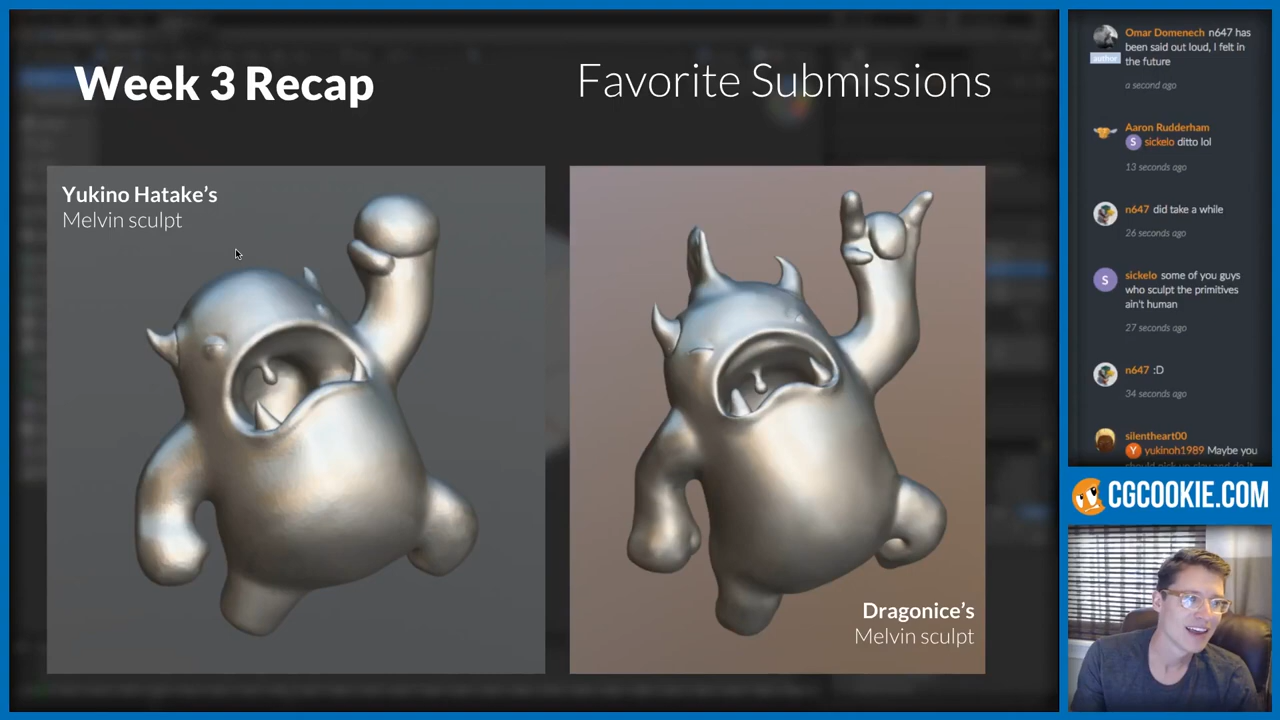 Week 3 Recap
Favorite Submissions
Yukino Hatake's
Melvin sculpt
Dragonice's
Melvin sculpt
Omar Domenech n647 has
been said out loud, I felt in
the future
author
a second ago
Aaron Rudderham
S sickelo ditto lol
13 seconds ago
n647 did take a while
26 seconds ago
S
sickelo some of you guys
who sculpt the primitives
ain't human
27 seconds ago
n647 :D
34 seconds ago
silentheart00
Y yukinoh1989 Maybe you
CGCOOKIE.COM